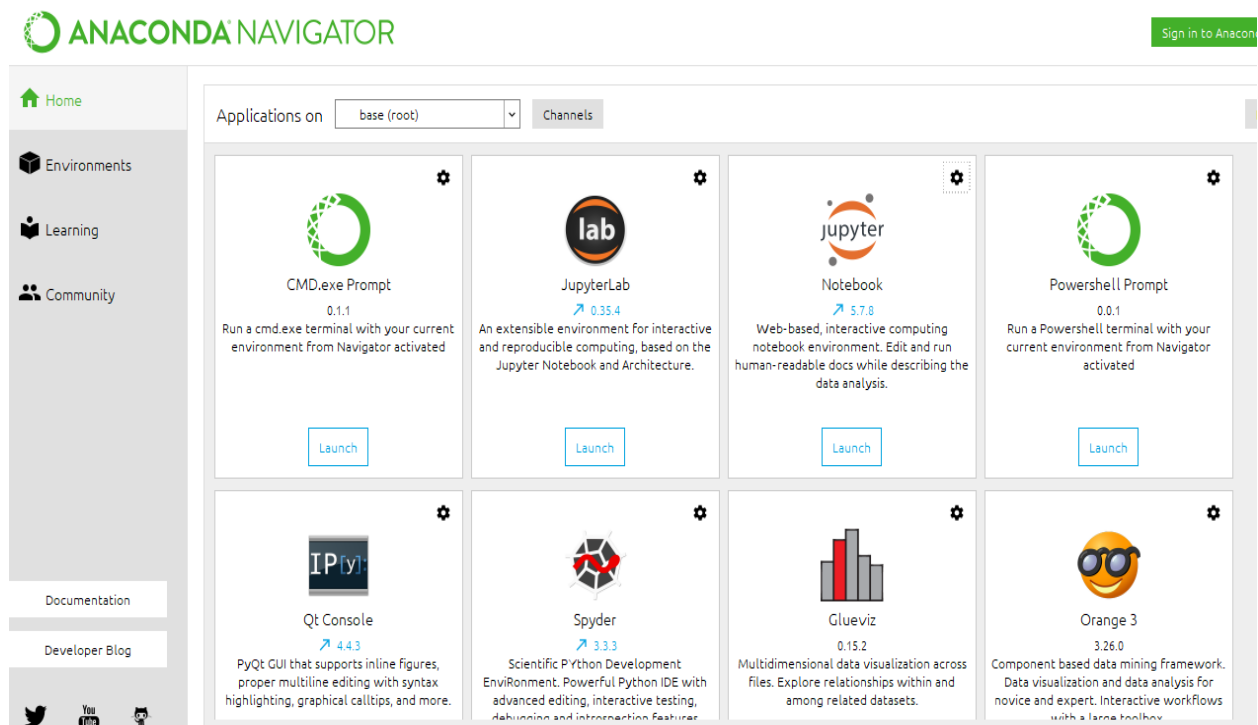 ANACONDA NAVIGATOR
Sign in to Anacond
Home
Environments
Learning
Community
Documentation
Developer Blog
You
Tube
Applications on
base (root)
Channels
CMD.exe Prompt
0.1.1
Run a cmd.exe terminal with your current
environment from Navigator activated
Launch
lab
JupyterLab
0.35.4
An extensible environment for interactive
and reproducible computing, based on the
Jupyter Notebook and Architecture.
Launch
jupyter
Notebook
5.7.8
Web-based, interactive computing
notebook environment. Edit and run
human-readable docs while describing the
data analysis.
Launch
Powershell Prompt
0.0.1
Run a Powershell terminal with your
current environment from Navigator
activated
Launch
IP[y]:
Qt Console
4.4.3
PyQt GUI that supports inline figures,
proper multiline editing with syntax
highlighting, graphical calltips, and more.
Spyder
3.3.3
Scientific PYthon Development
EnviRonment. Powerful Python IDE with
advanced editing, interactive testing,
debugging and introspection features
Glueviz
0.15.2
Multidimensional data visualization across
files. Explore relationships within and
among related datasets.
Orange 3
3.26.0
Component based data mining framework.
Data visualization and data analysis for
novice and expert. Interactive workflows
with a large toolbox.